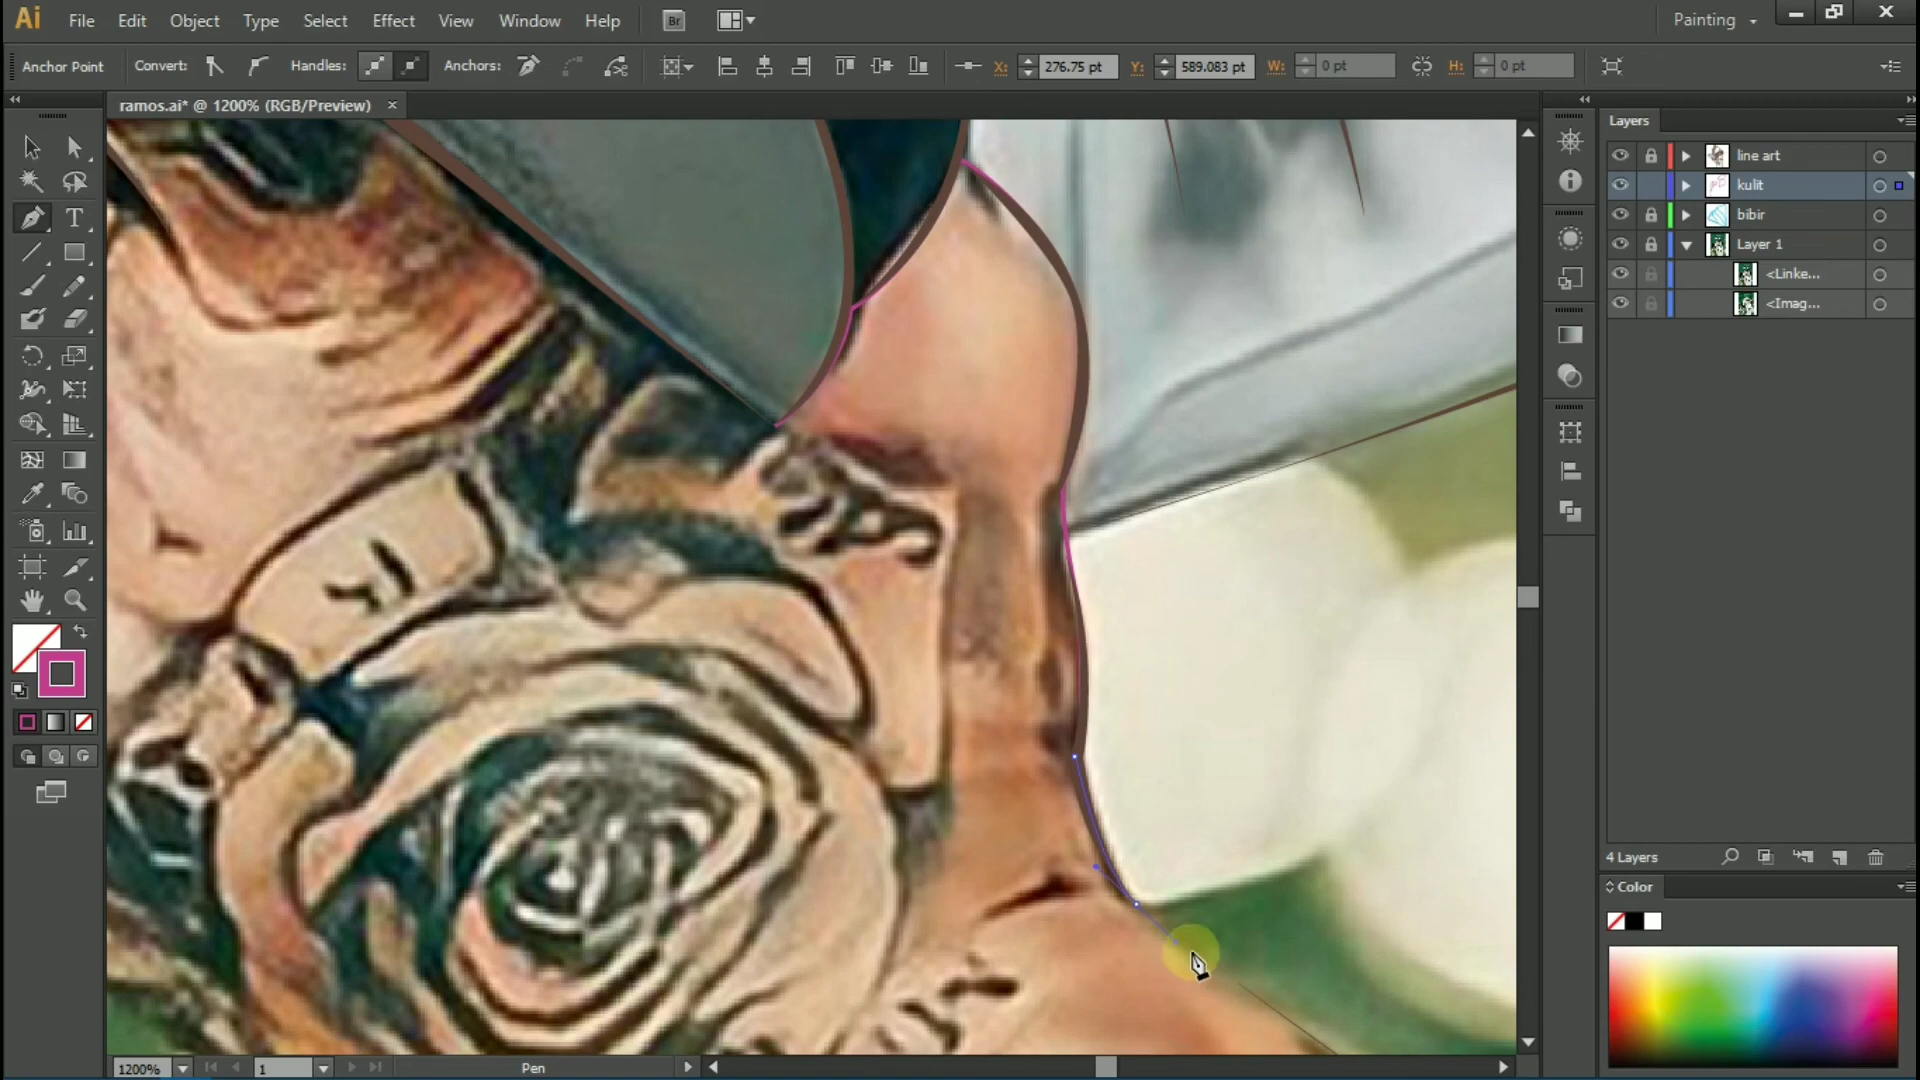 Ai File Edit Object Type Select Effect View Window Help Br Painting
Anchor Point Convert: Handles: Anchors: X: 276.75 pt Y: 589.083 pt W: 0 pt H: 0 pt
ramos.ai* @ 1200% (RGB/Preview) ×
Layers
line art
kulit
bibir
Layer 1
<Linke...
<Imag...
4 Layers
Color
1200% 1 Pen